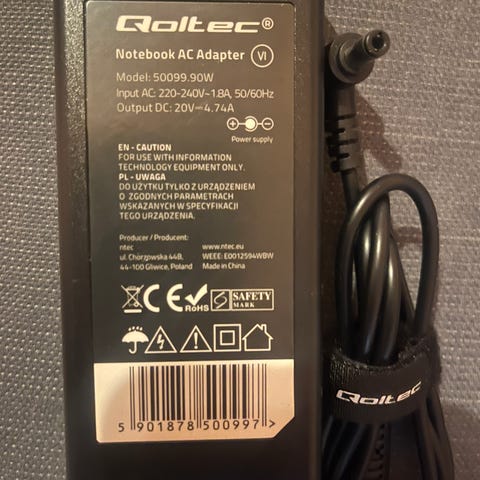 Qoltec®
Notebook AC Adapter VI
Model: 50099.90W
Input AC: 220-240V~1.8A, 50/60Hz
Output DC: 20V⎓4.74A
Power supply
EN - CAUTION
FOR USE WITH INFORMATION
TECHNOLOGY EQUIPMENT ONLY.
PL - UWAGA
DO UŻYTKU TYLKO Z URZĄDZENIEM
O ZGODNYCH PARAMETRACH
WSKAZANYCH W SPECYFIKACJI
TEGO URZĄDZENIA.
Producer / Producent:
ntec
ul. Chorzowska 44B,
44-100 Gliwice, Poland
www.ntec.eu
WEEE: E0012594WBW
Made in China
CE RoHS S SAFETY
MARK
5 901878 500997 >
Qoltec